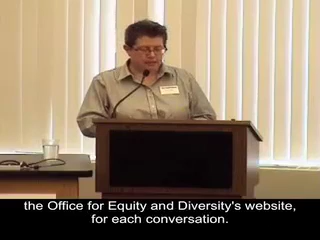 the Office for Equity and Diversity's website,
for each conversation.